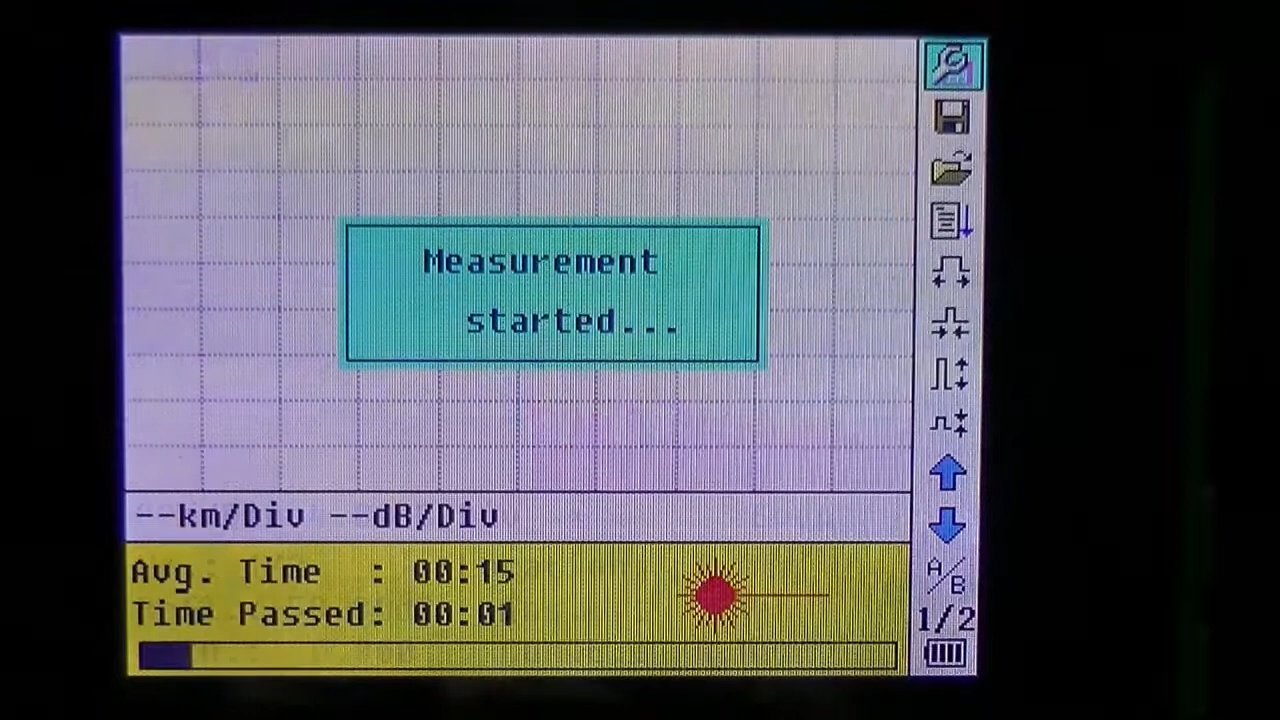 Measurement
started...
--km/Div --dB/Div
Avg. Time : 00:15
Time Passed: 00:01
A/B
1/2